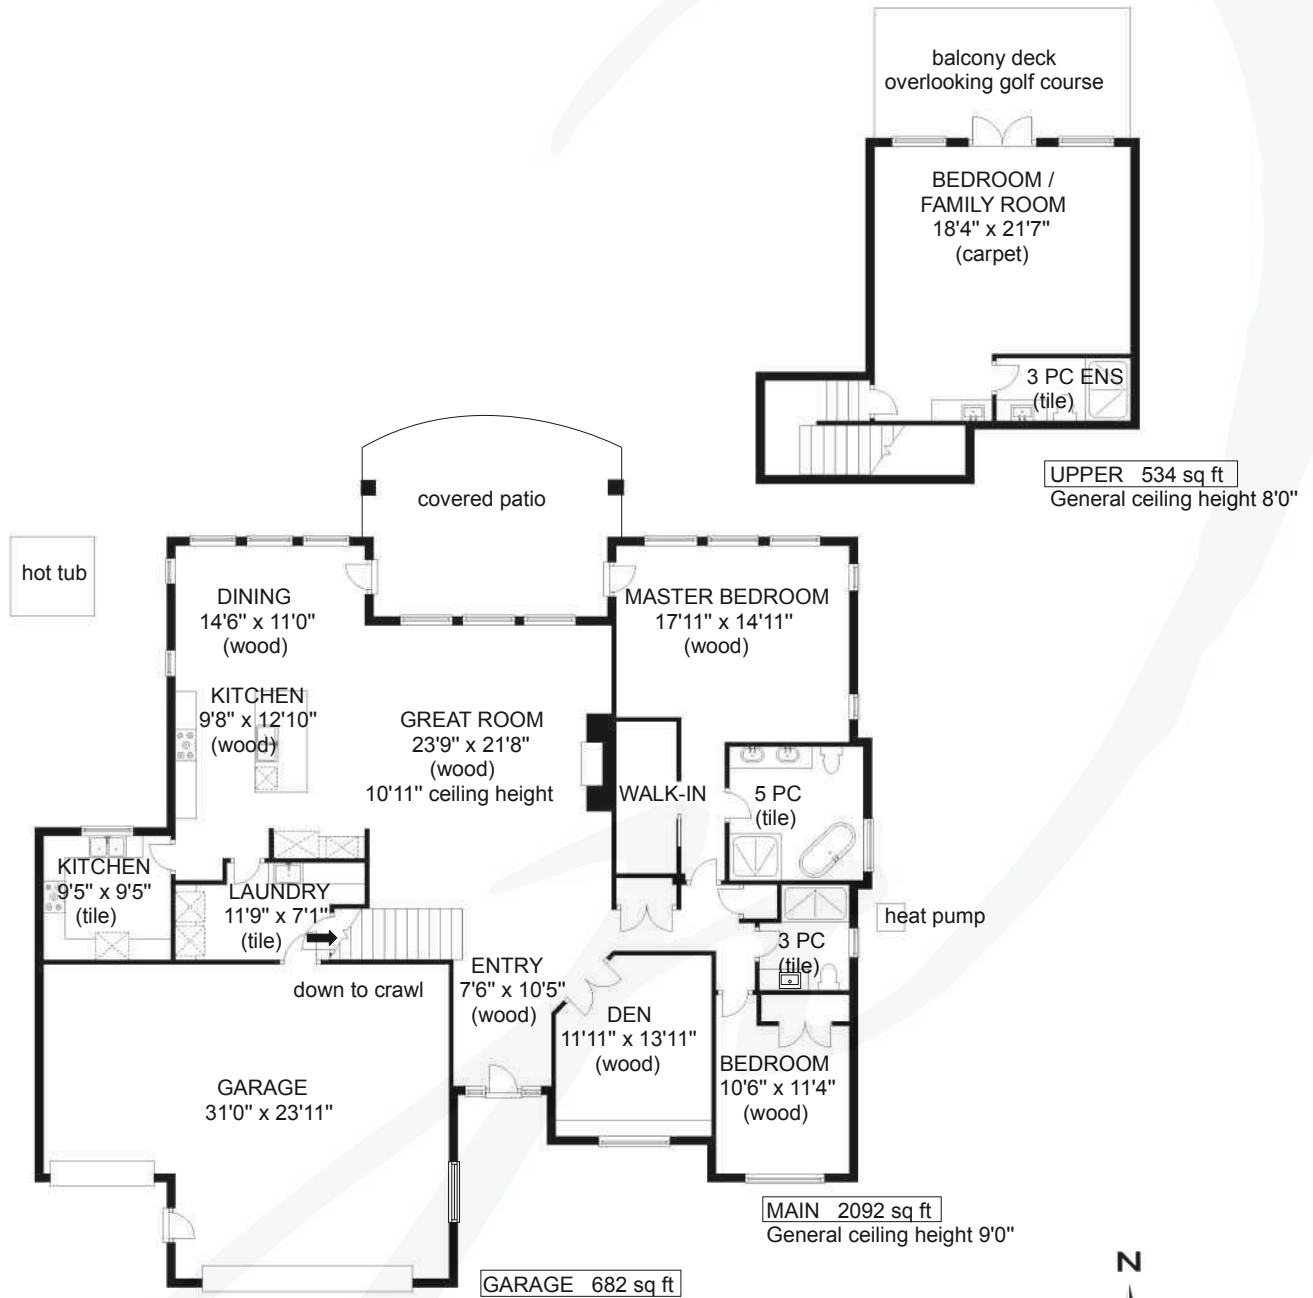 balcony deck
overlooking golf course
BEDROOM /
FAMILY ROOM
18'4" x 21'7"
(carpet)
3 PC ENS
(tile)
UPPER 534 sq ft
General ceiling height 8'0"
covered patio
hot tub
DINING
14'6" x 11'0"
(wood)
MASTER BEDROOM
17'11" x 14'11"
(wood)
KITCHEN
9'8" x 12'10"
(wood)
GREAT ROOM
23'9" x 21'8"
(wood)
10'11" ceiling height
WALK-IN
5 PC
(tile)
KITCHEN
9'5" x 9'5"
(tile)
LAUNDRY
11'9" x 7'1"
(tile)
heat pump
3 PC
(tile)
down to crawl
ENTRY
7'6" x 10'5"
(wood)
DEN
11'11" x 13'11"
(wood)
BEDROOM
10'6" x 11'4"
(wood)
GARAGE
31'0" x 23'11"
MAIN 2092 sq ft
General ceiling height 9'0"
GARAGE 682 sq ft
N